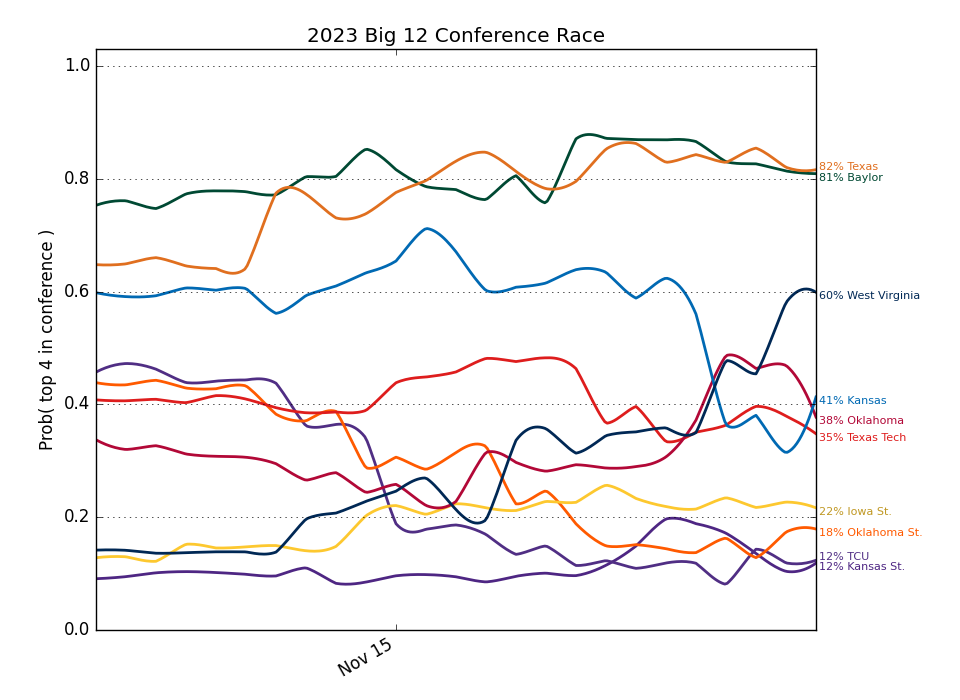 2023 Big 12 Conference Race
1.0
0.8
0.6
0.4
0.2
0.0
Prob( top 4 in conference )
Nov 15
82% Texas
81% Baylor
60% West Virginia
41% Kansas
38% Oklahoma
35% Texas Tech
22% Iowa St.
18% Oklahoma St.
12% TCU
12% Kansas St.